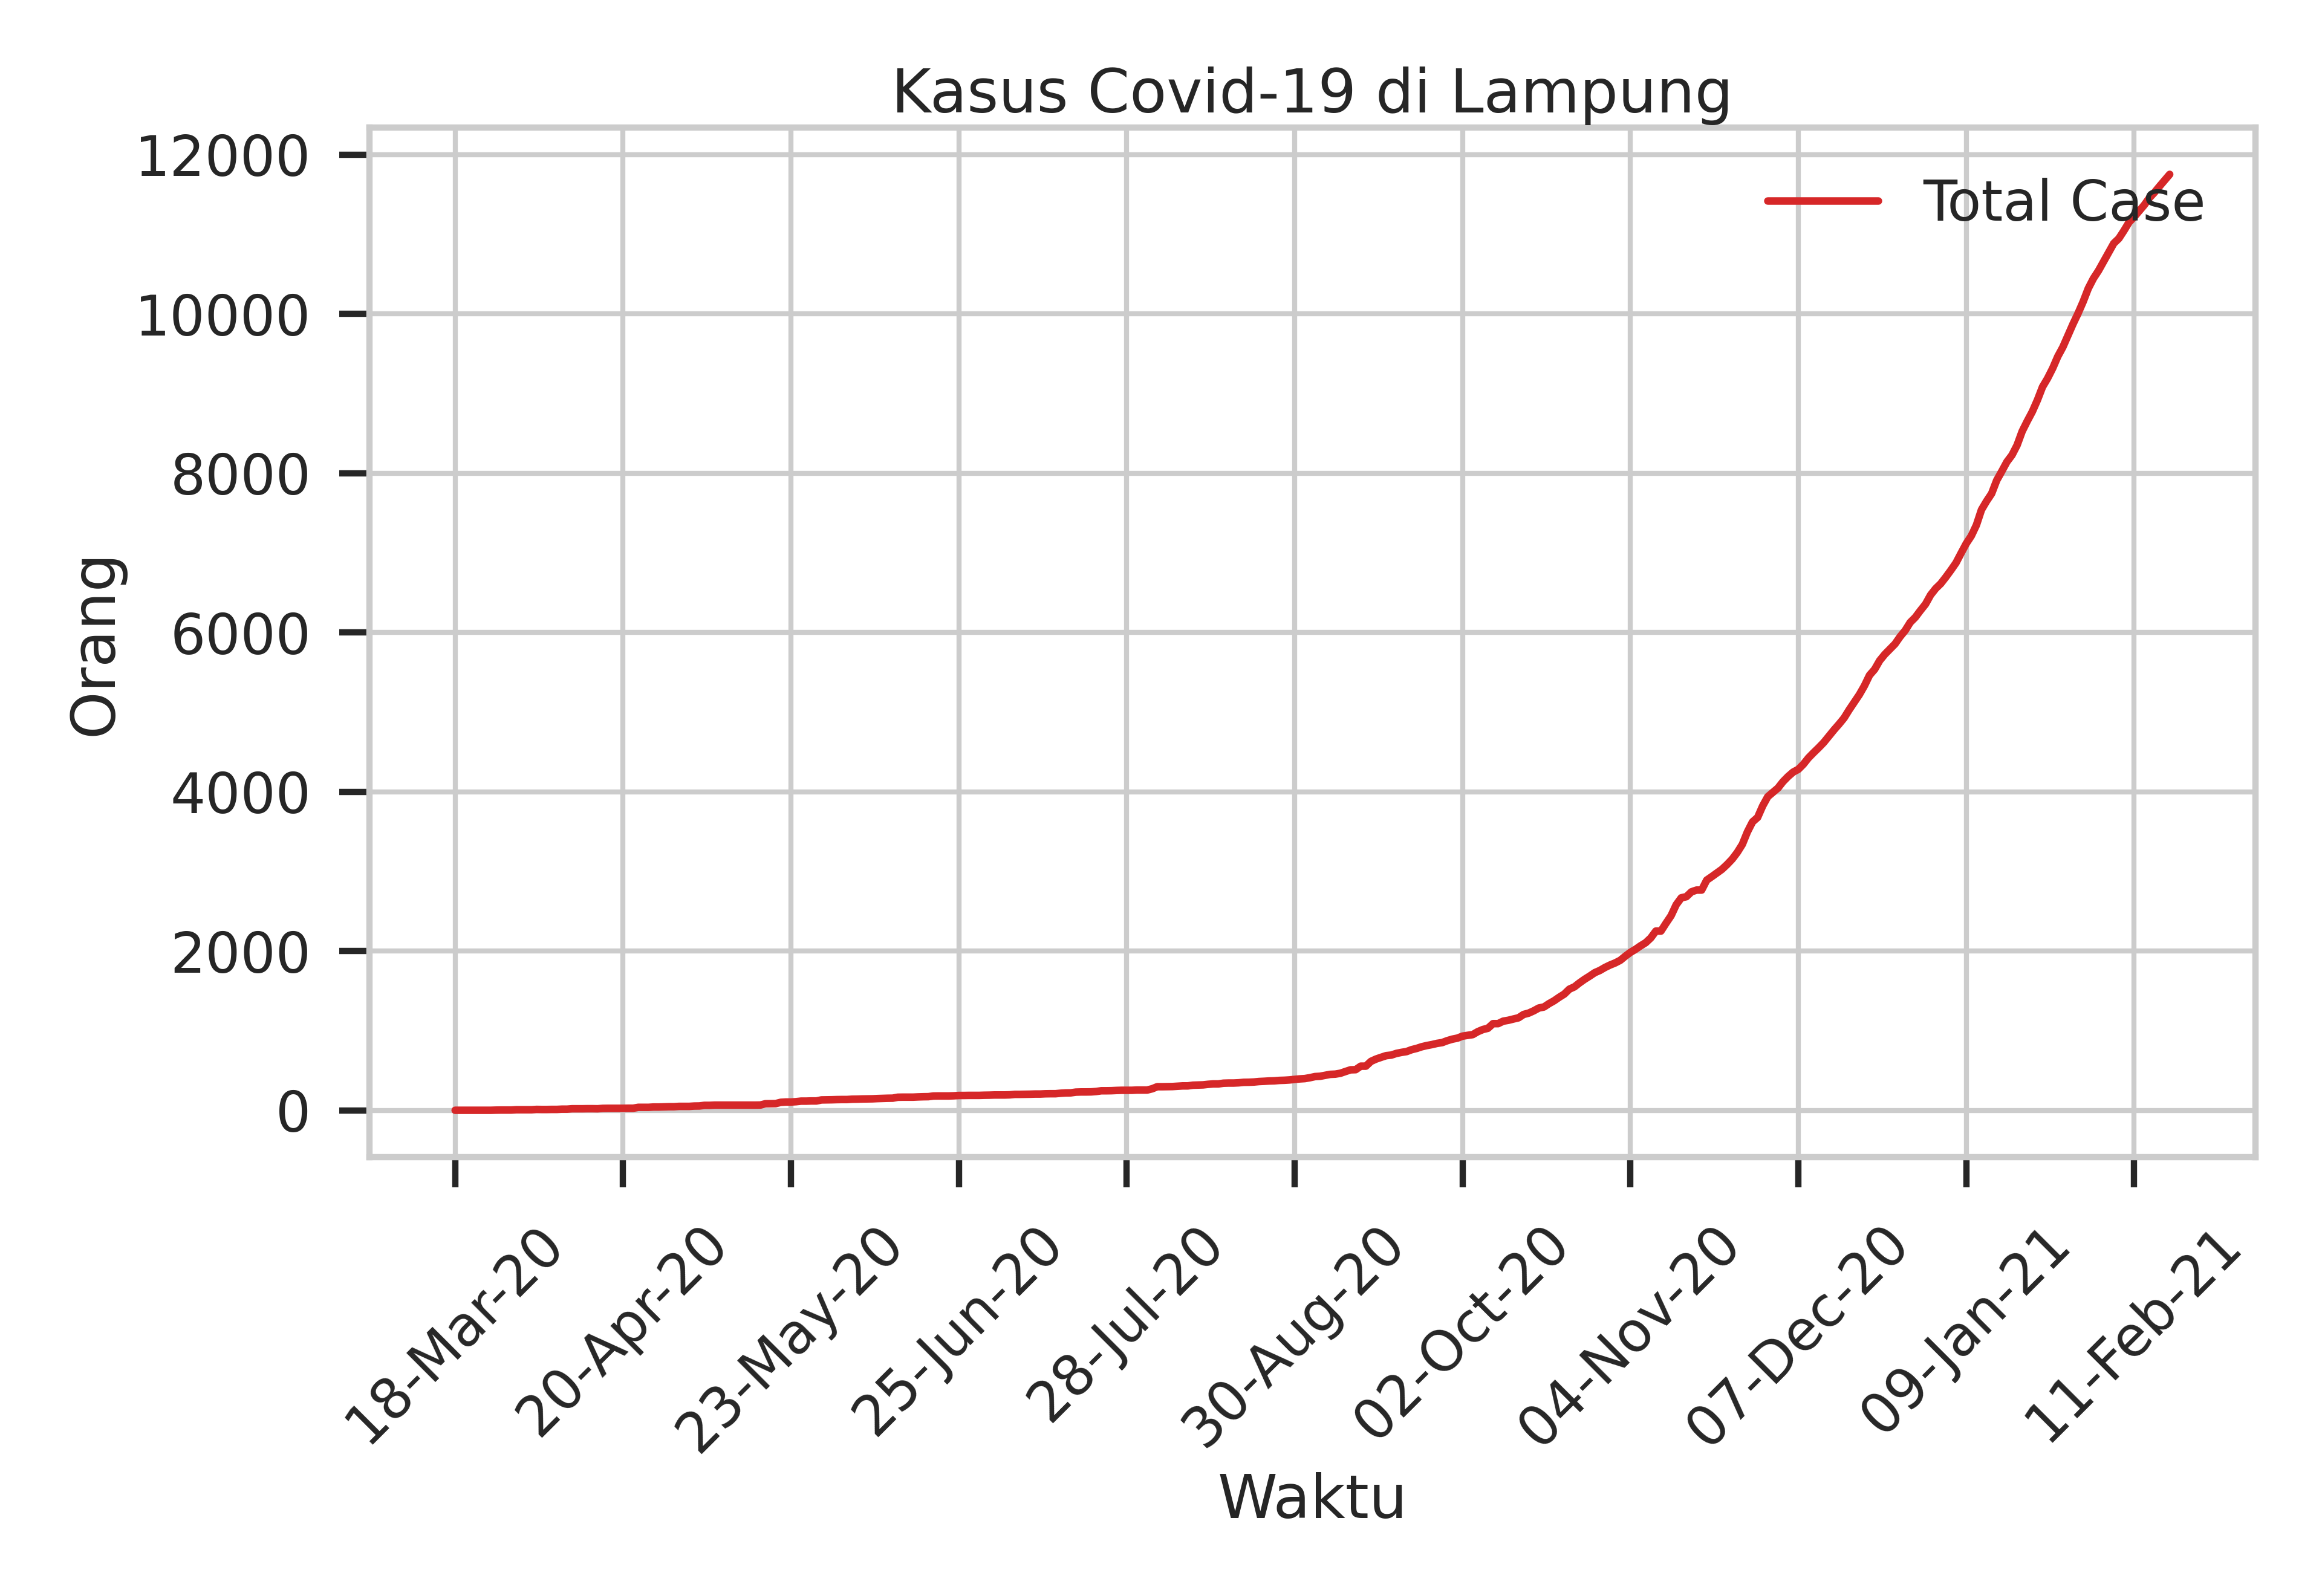 Kasus Covid-19 di Lampung
12000
10000
8000
6000
4000
2000
0
Orang
Total Case
18-Mar-20
20-Apr-20
23-May-20
25-Jun-20
28-Jul-20
30-Aug-20
02-Oct-20
04-Nov-20
07-Dec-20
09-Jan-21
11-Feb-21
Waktu